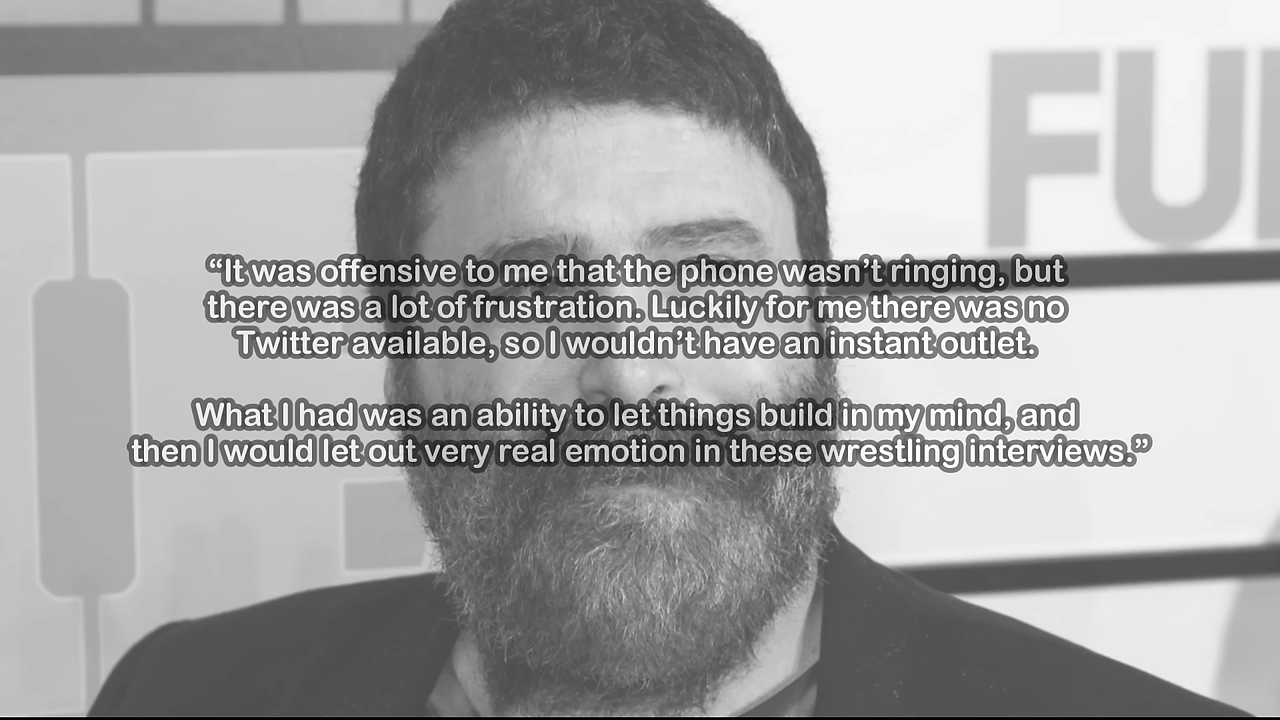 FU
“It was offensive to me that the phone wasn’t ringing, but
there was a lot of frustration. Luckily for me there was no
Twitter available, so I wouldn’t have an instant outlet.
What I had was an ability to let things build in my mind, and
then I would let out very real emotion in these wrestling interviews.”